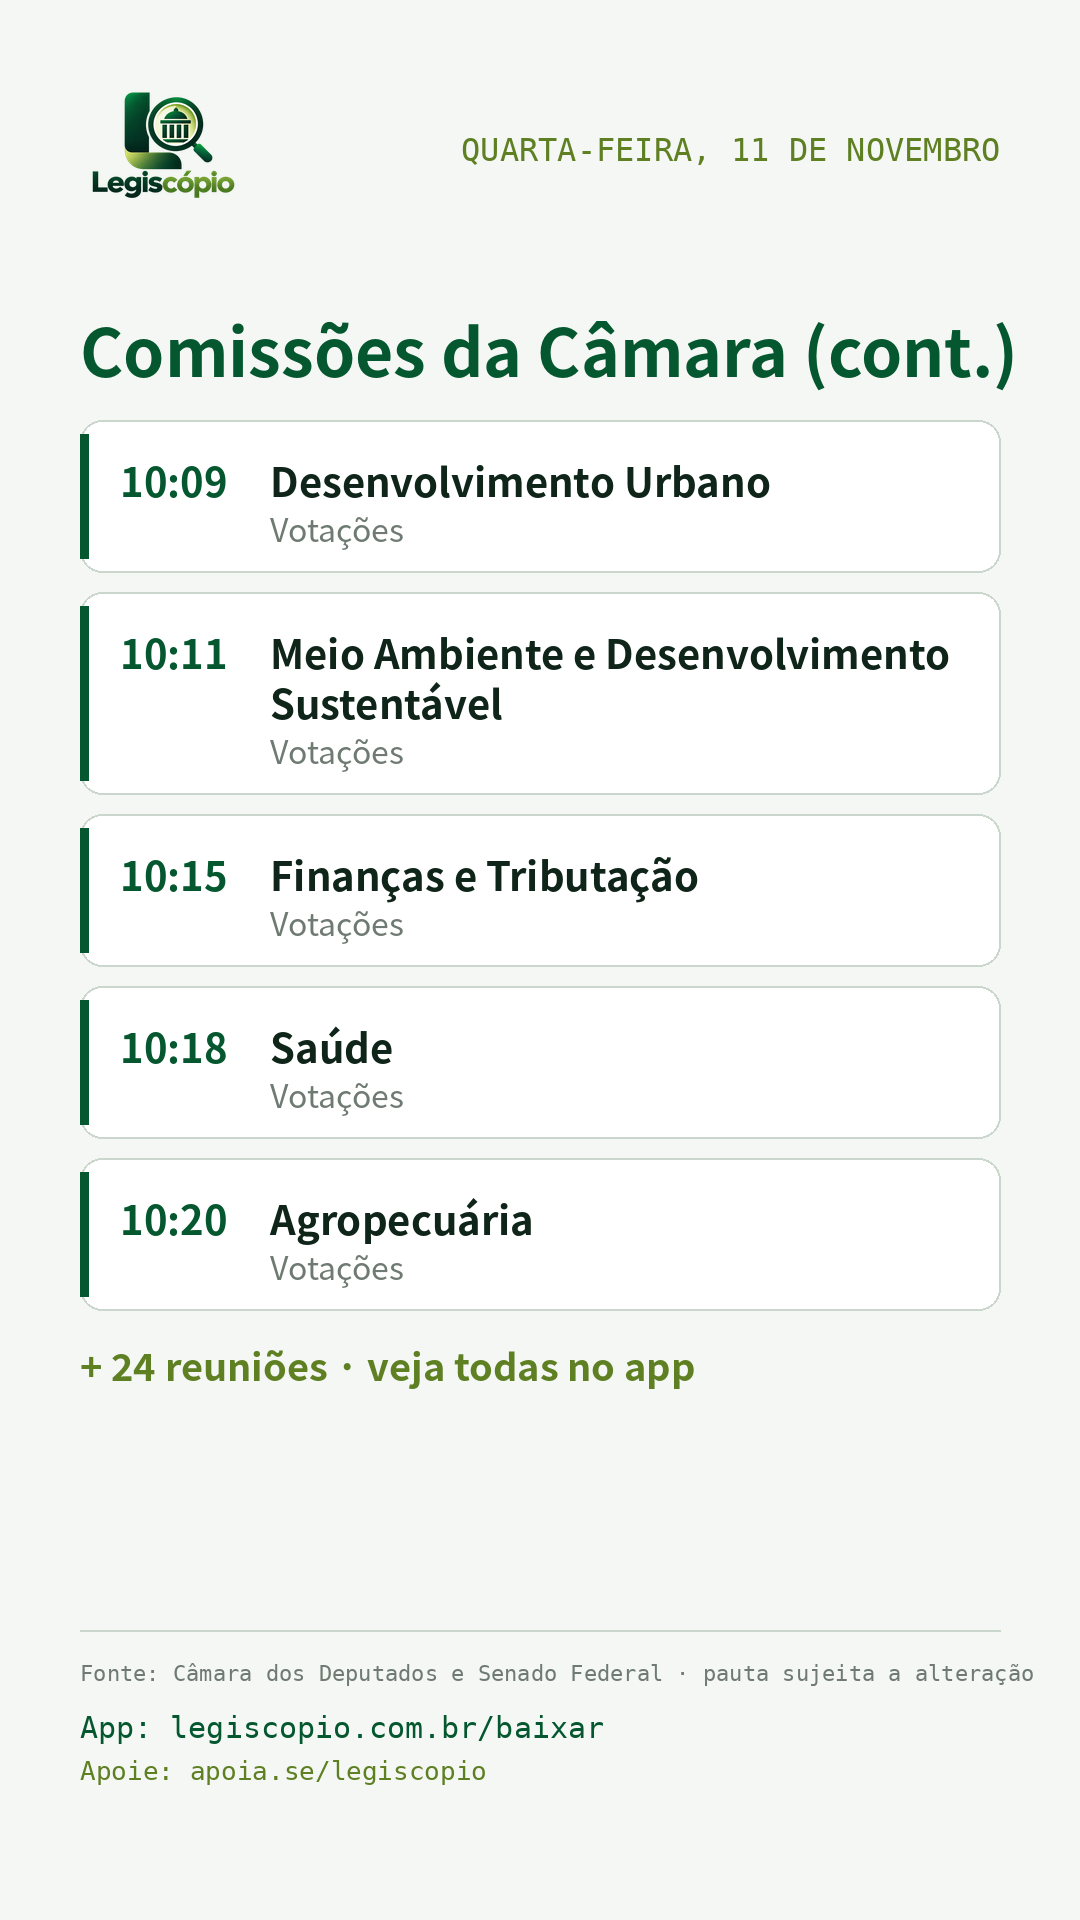 Legiscópio
QUARTA-FEIRA, 11 DE NOVEMBRO
Comissões da Câmara (cont.)
10:09 Desenvolvimento Urbano
Votações
10:11 Meio Ambiente e Desenvolvimento
Sustentável
Votações
10:15 Finanças e Tributação
Votações
10:18 Saúde
Votações
10:20 Agropecuária
Votações
+ 24 reuniões · veja todas no app
Fonte: Câmara dos Deputados e Senado Federal · pauta sujeita a alteração
App: legiscopio.com.br/baixar
Apoie: apoia.se/legiscopio